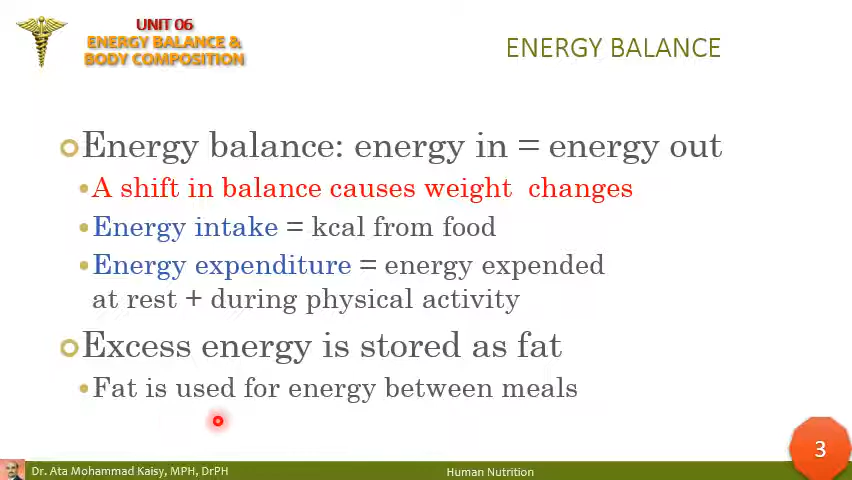 UNIT 06
ENERGY BALANCE &
BODY COMPOSITION
ENERGY BALANCE
Energy balance: energy in = energy out
A shift in balance causes weight changes
Energy intake = kcal from food
Energy expenditure = energy expended
at rest + during physical activity
Excess energy is stored as fat
Fat is used for energy between meals
3
Dr. Ata Mohammad Kaisy, MPH, DrPH
Human Nutrition